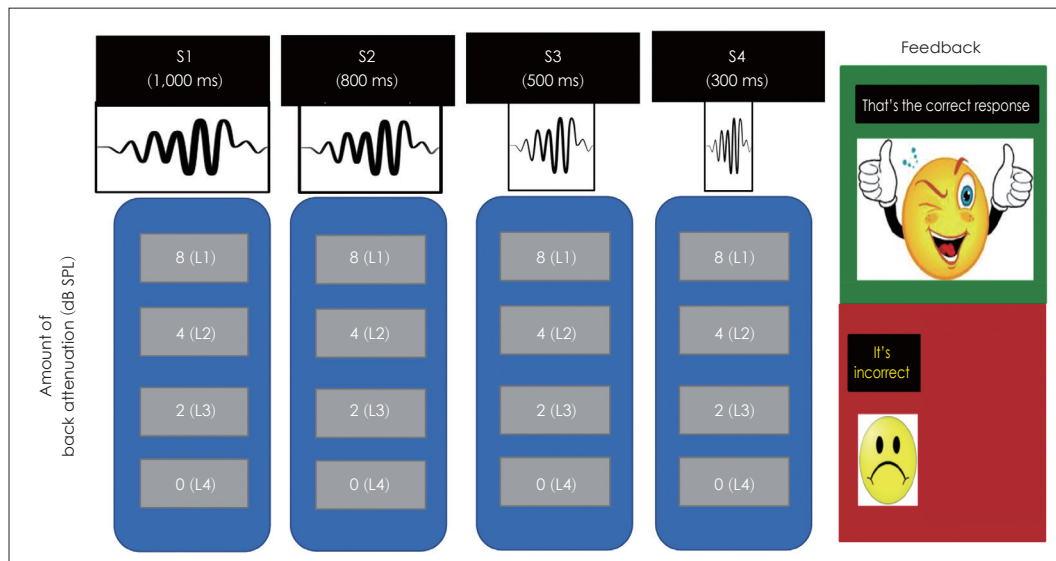 S1
(1,000 ms)
S2
(800 ms)
S3
(500 ms)
S4
(300 ms)
Feedback
That's the correct response
It's
incorrect
Amount of
back attenuation (dB SPL)
8 (L1)
8 (L1)
8 (L1)
8 (L1)
4 (L2)
4 (L2)
4 (L2)
4 (L2)
2 (L3)
2 (L3)
2 (L3)
2 (L3)
0 (L4)
0 (L4)
0 (L4)
0 (L4)